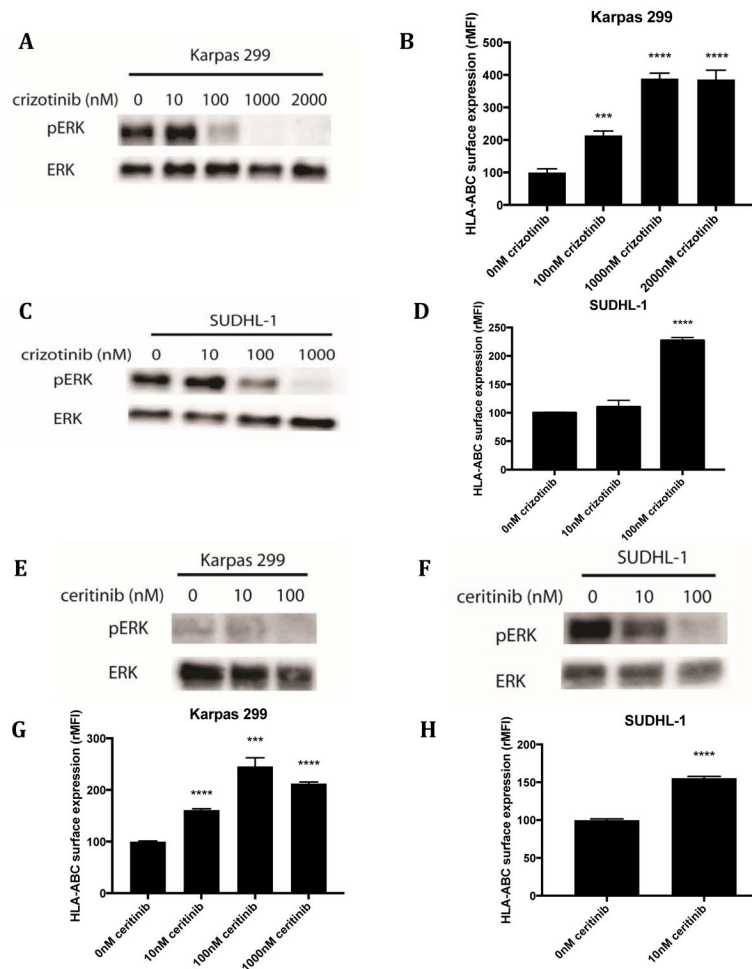 A
Karpas 299
crizotinib (nM) 0 10 100 1000 2000
pERK
ERK
B
Karpas 299
HLA-ABC surface expression (rMFI)
500
400
300
200
100
0
***
****
****
0nM crizotinib
100nM crizotinib
1000nM crizotinib
2000nM crizotinib
C
SUDHL-1
crizotinib (nM) 0 10 100 1000
pERK
ERK
D
SUDHL-1
HLA-ABC surface expression (rMFI)
250
200
150
100
50
0
****
0nM crizotinib
10nM crizotinib
100nM crizotinib
E
Karpas 299
ceritinib (nM) 0 10 100
pERK
ERK
F
SUDHL-1
ceritinib (nM) 0 10 100
pERK
ERK
G
Karpas 299
HLA-ABC surface expression (rMFI)
300
200
100
0
****
***
****
0nM ceritinib
10nM ceritinib
100nM ceritinib
1000nM ceritinib
H
SUDHL-1
HLA-ABC surface expression (rMFI)
200
150
100
50
0
****
0nM ceritinib
10nM ceritinib